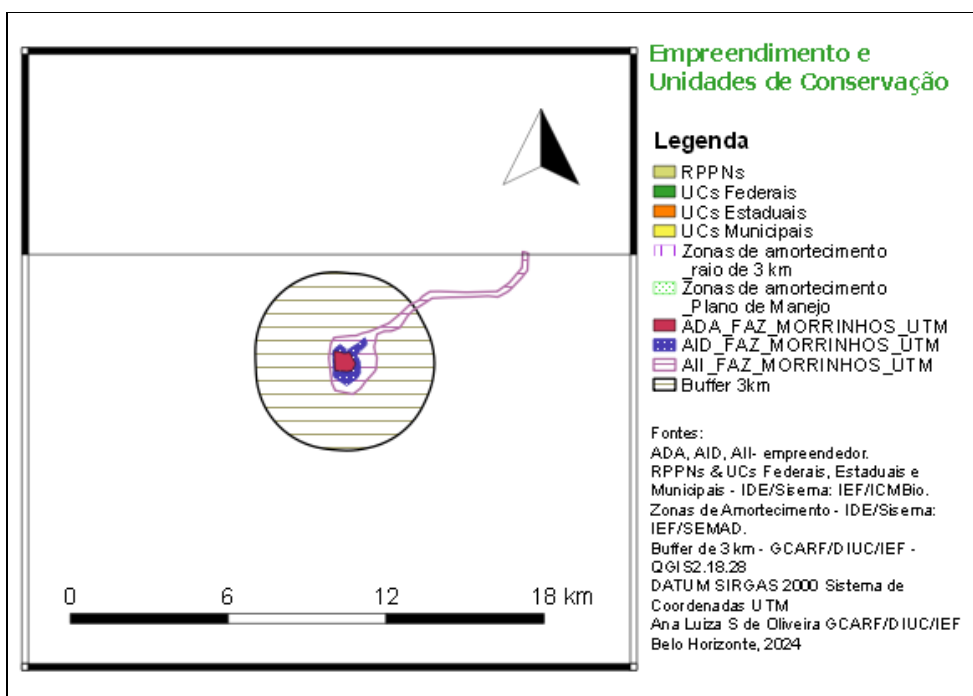 Empreendimento e
Unidades de Conservação
Legenda
RPPNs
UCs Federais
UCs Estaduais
UCs Municipais
Zonas de amortecimento
_raio de 3 km
Zonas de amortecimento
_Plano de Manejo
ADA_FAZ_MORRINHOS_UTM
AID_FAZ_MORRINHOS_UTM
AII_FAZ_MORRINHOS_UTM
Buffer 3km
Fontes:
ADA, AID, AII- empreendedor.
RPPNs & UCs Federais, Estaduais e
Municipais - IDE/Sisema: IEF/ICMBio.
Zonas de Amortecimento - IDE/Sisema:
IEF/SEMAD.
Buffer de 3 km - GCARF/DIUC/IEF -
QGIS2.18.28
DATUM SIRGAS 2000 Sistema de
Coordenadas UTM
Ana Luiza S de Oliveira GCARF/DIUC/IEF
Belo Horizonte, 2024
0 6 12 18 km